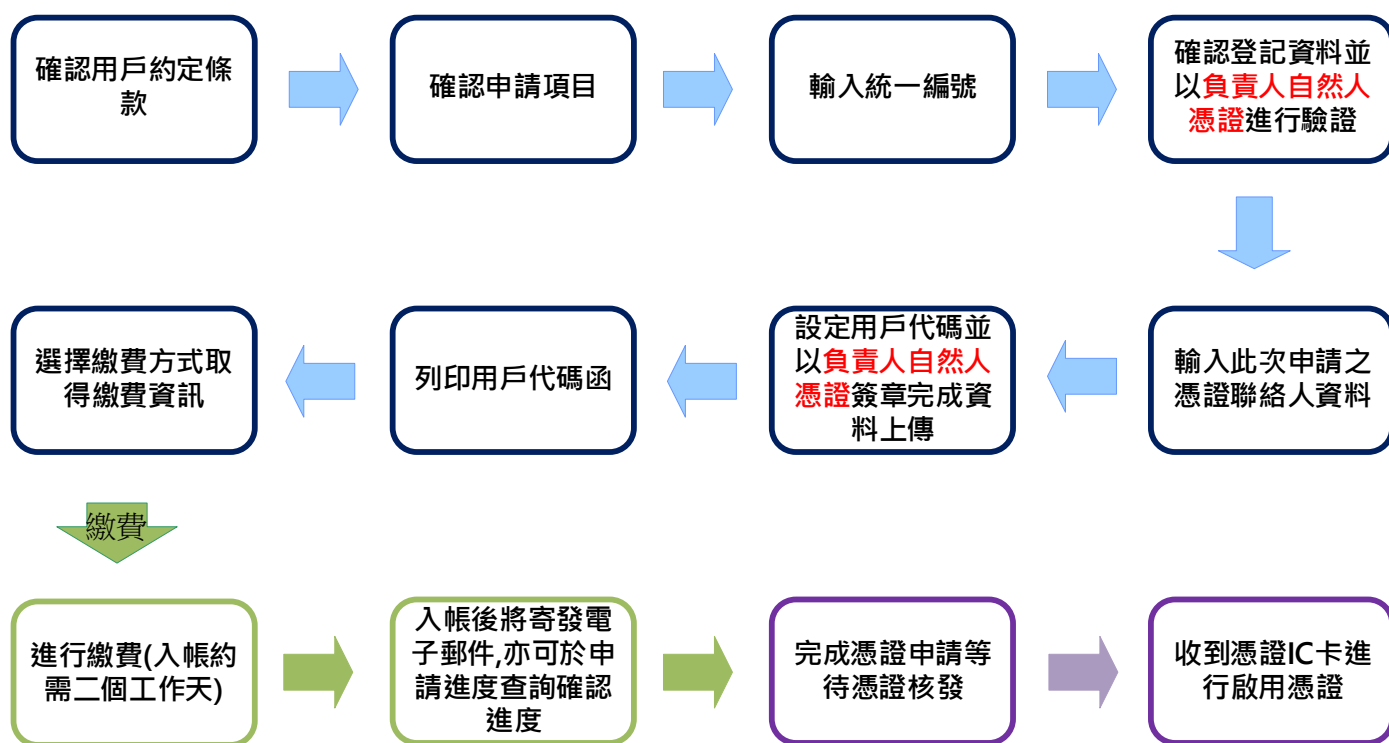 確認用戶約定條
款
確認申請項目
輸入統一編號
確認登記資料並
以負責人自然人
憑證進行驗證
輸入此次申請之
憑證聯絡人資料
設定用戶代碼並
以負責人自然人
憑證簽章完成資
料上傳
列印用戶代碼函
選擇繳費方式取
得繳費資訊
繳費
進行繳費(入帳約
需二個工作天)
入帳後將寄發電
子郵件,亦可於申
請進度查詢確認
進度
完成憑證申請等
待憑證核發
收到憑證IC卡進
行啟用憑證